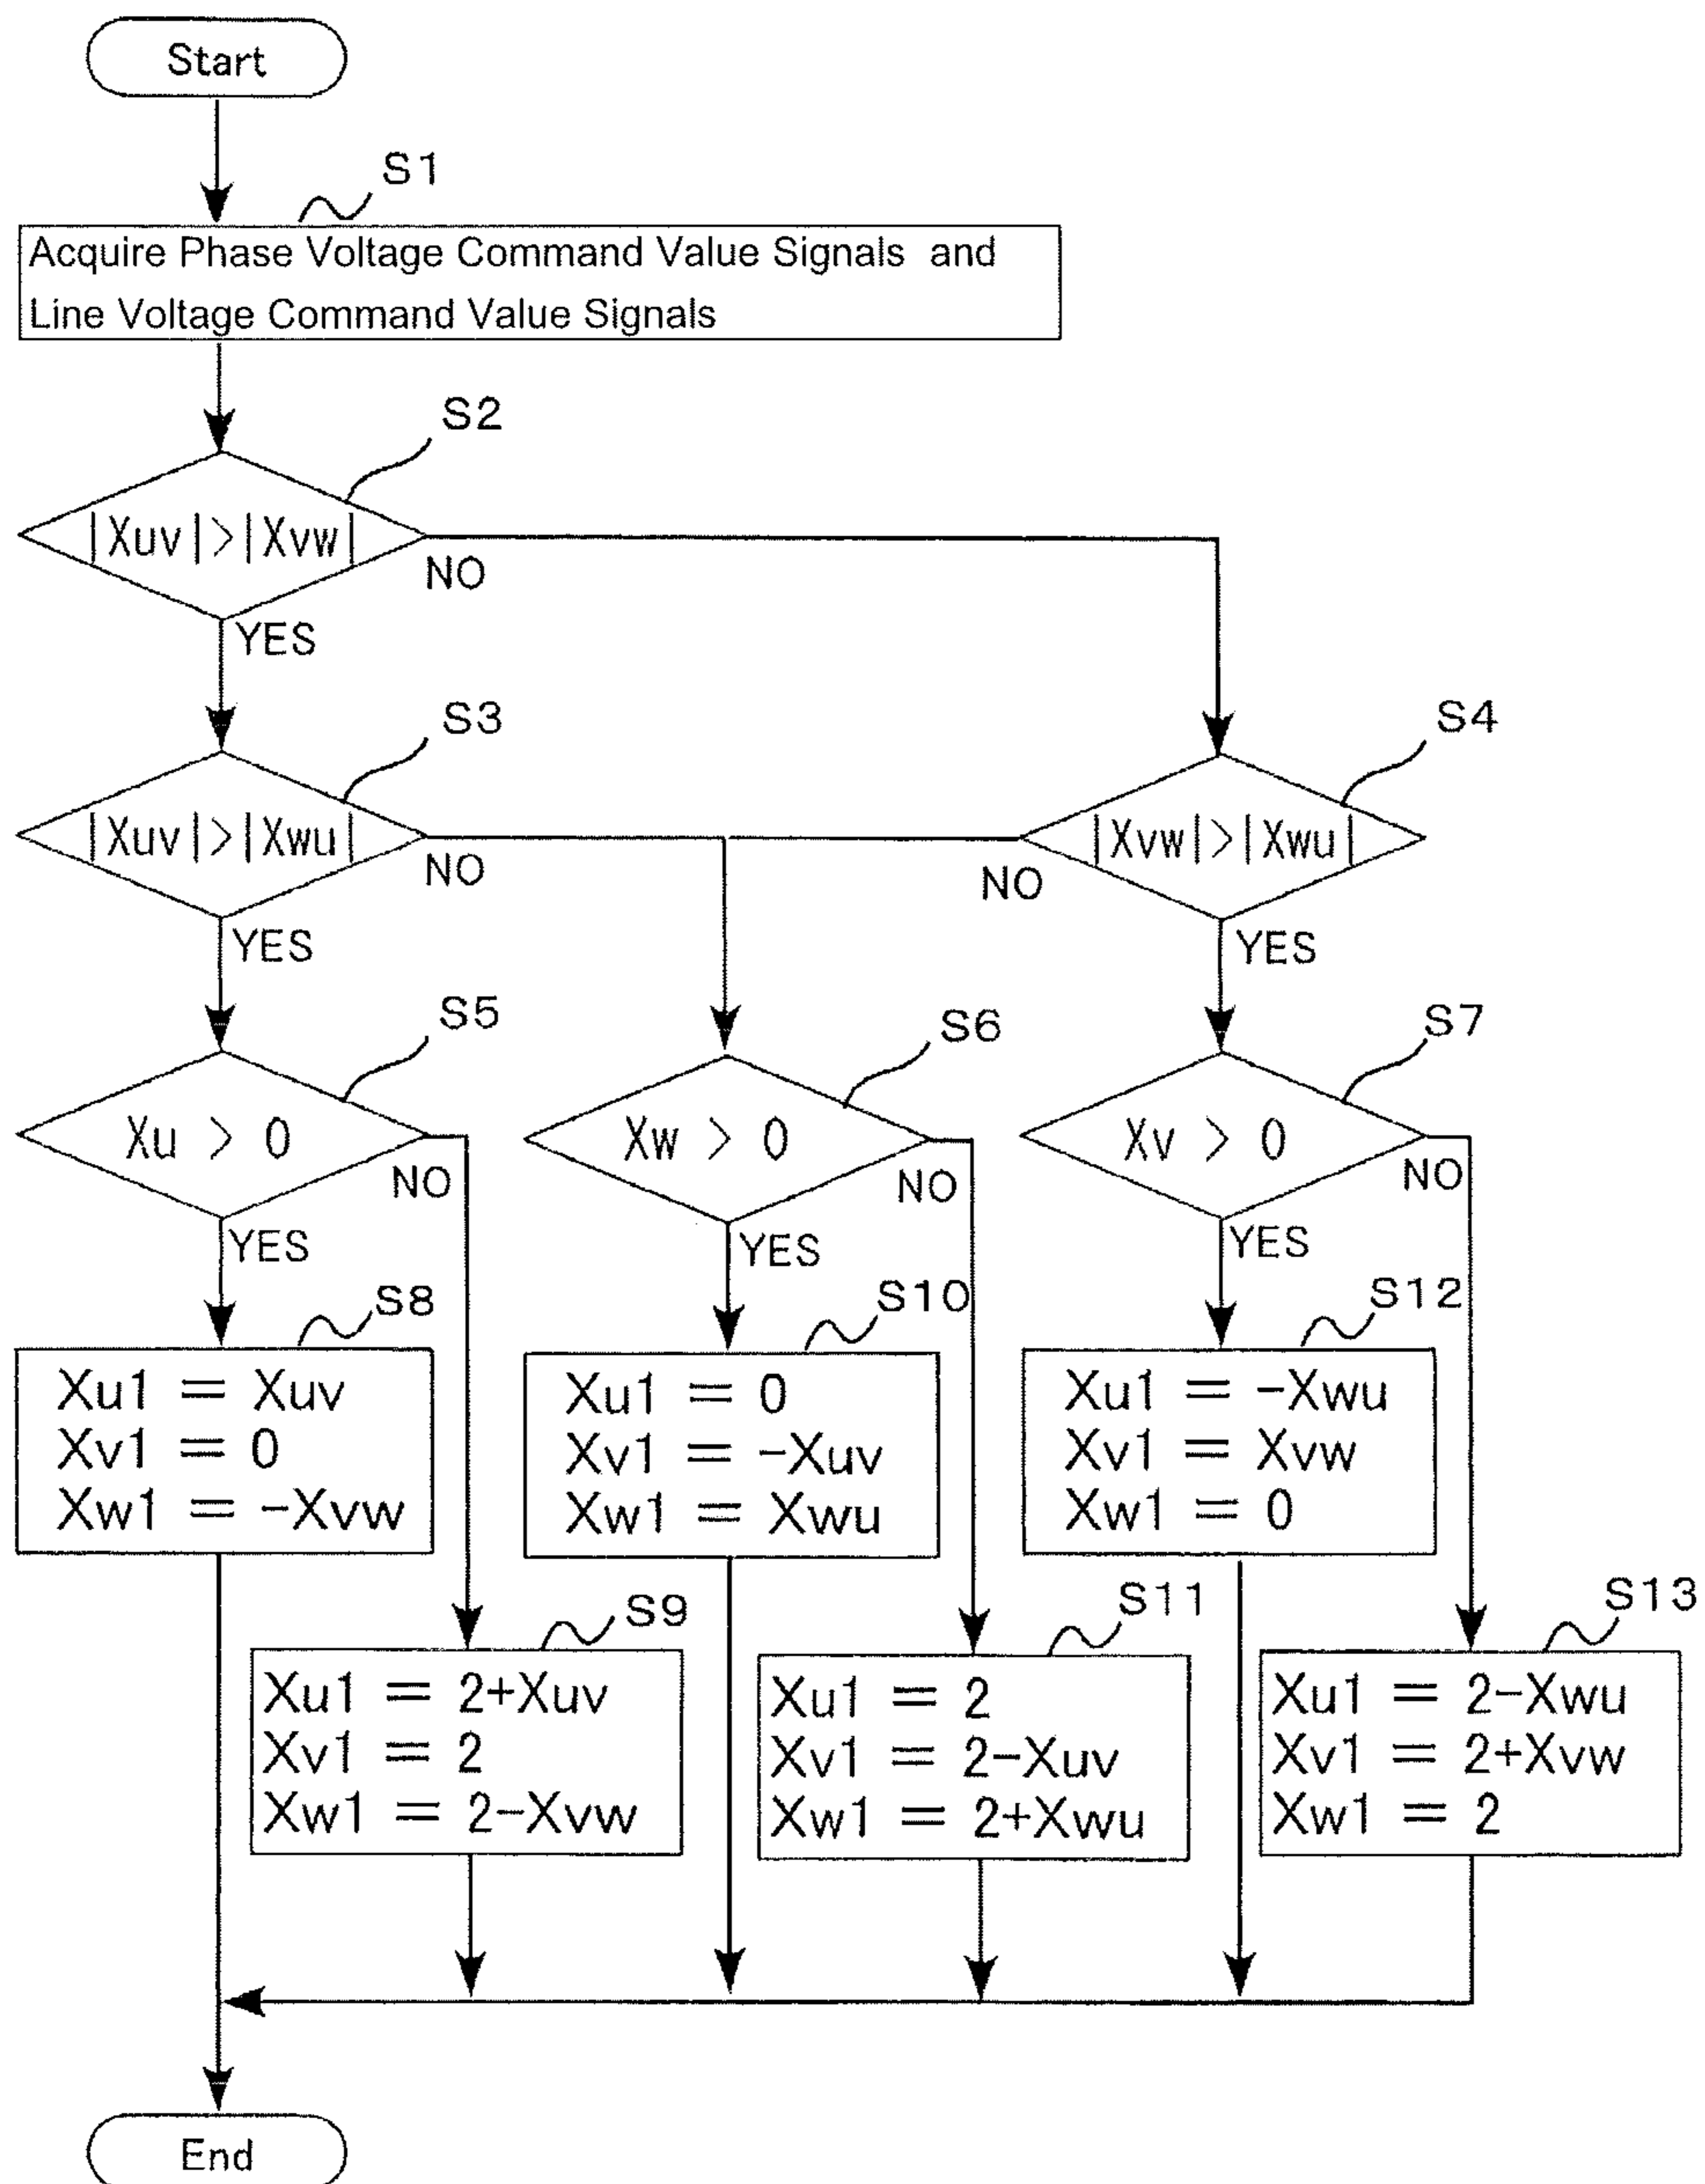 Start
S1
Acquire Phase Voltage Command Value Signals and
Line Voltage Command Value Signals
S2
|Xuv|>|Xvw|
NO
YES
S3
|Xuv|>|Xwu|
NO
YES
S4
|Xvw|>|Xwu|
NO
YES
S5
Xu > 0
NO
YES
S6
Xw > 0
NO
YES
S7
Xv > 0
NO
YES
S8
Xu1 = Xuv
Xv1 = 0
Xw1 = -Xvw
S10
Xu1 = 0
Xv1 = -Xuv
Xw1 = Xwu
S12
Xu1 = -Xwu
Xv1 = Xvw
Xw1 = 0
S9
Xu1 = 2+Xuv
Xv1 = 2
Xw1 = 2-Xvw
S11
Xu1 = 2
Xv1 = 2-Xuv
Xw1 = 2+Xwu
S13
Xu1 = 2-Xwu
Xv1 = 2+Xvw
Xw1 = 2
End